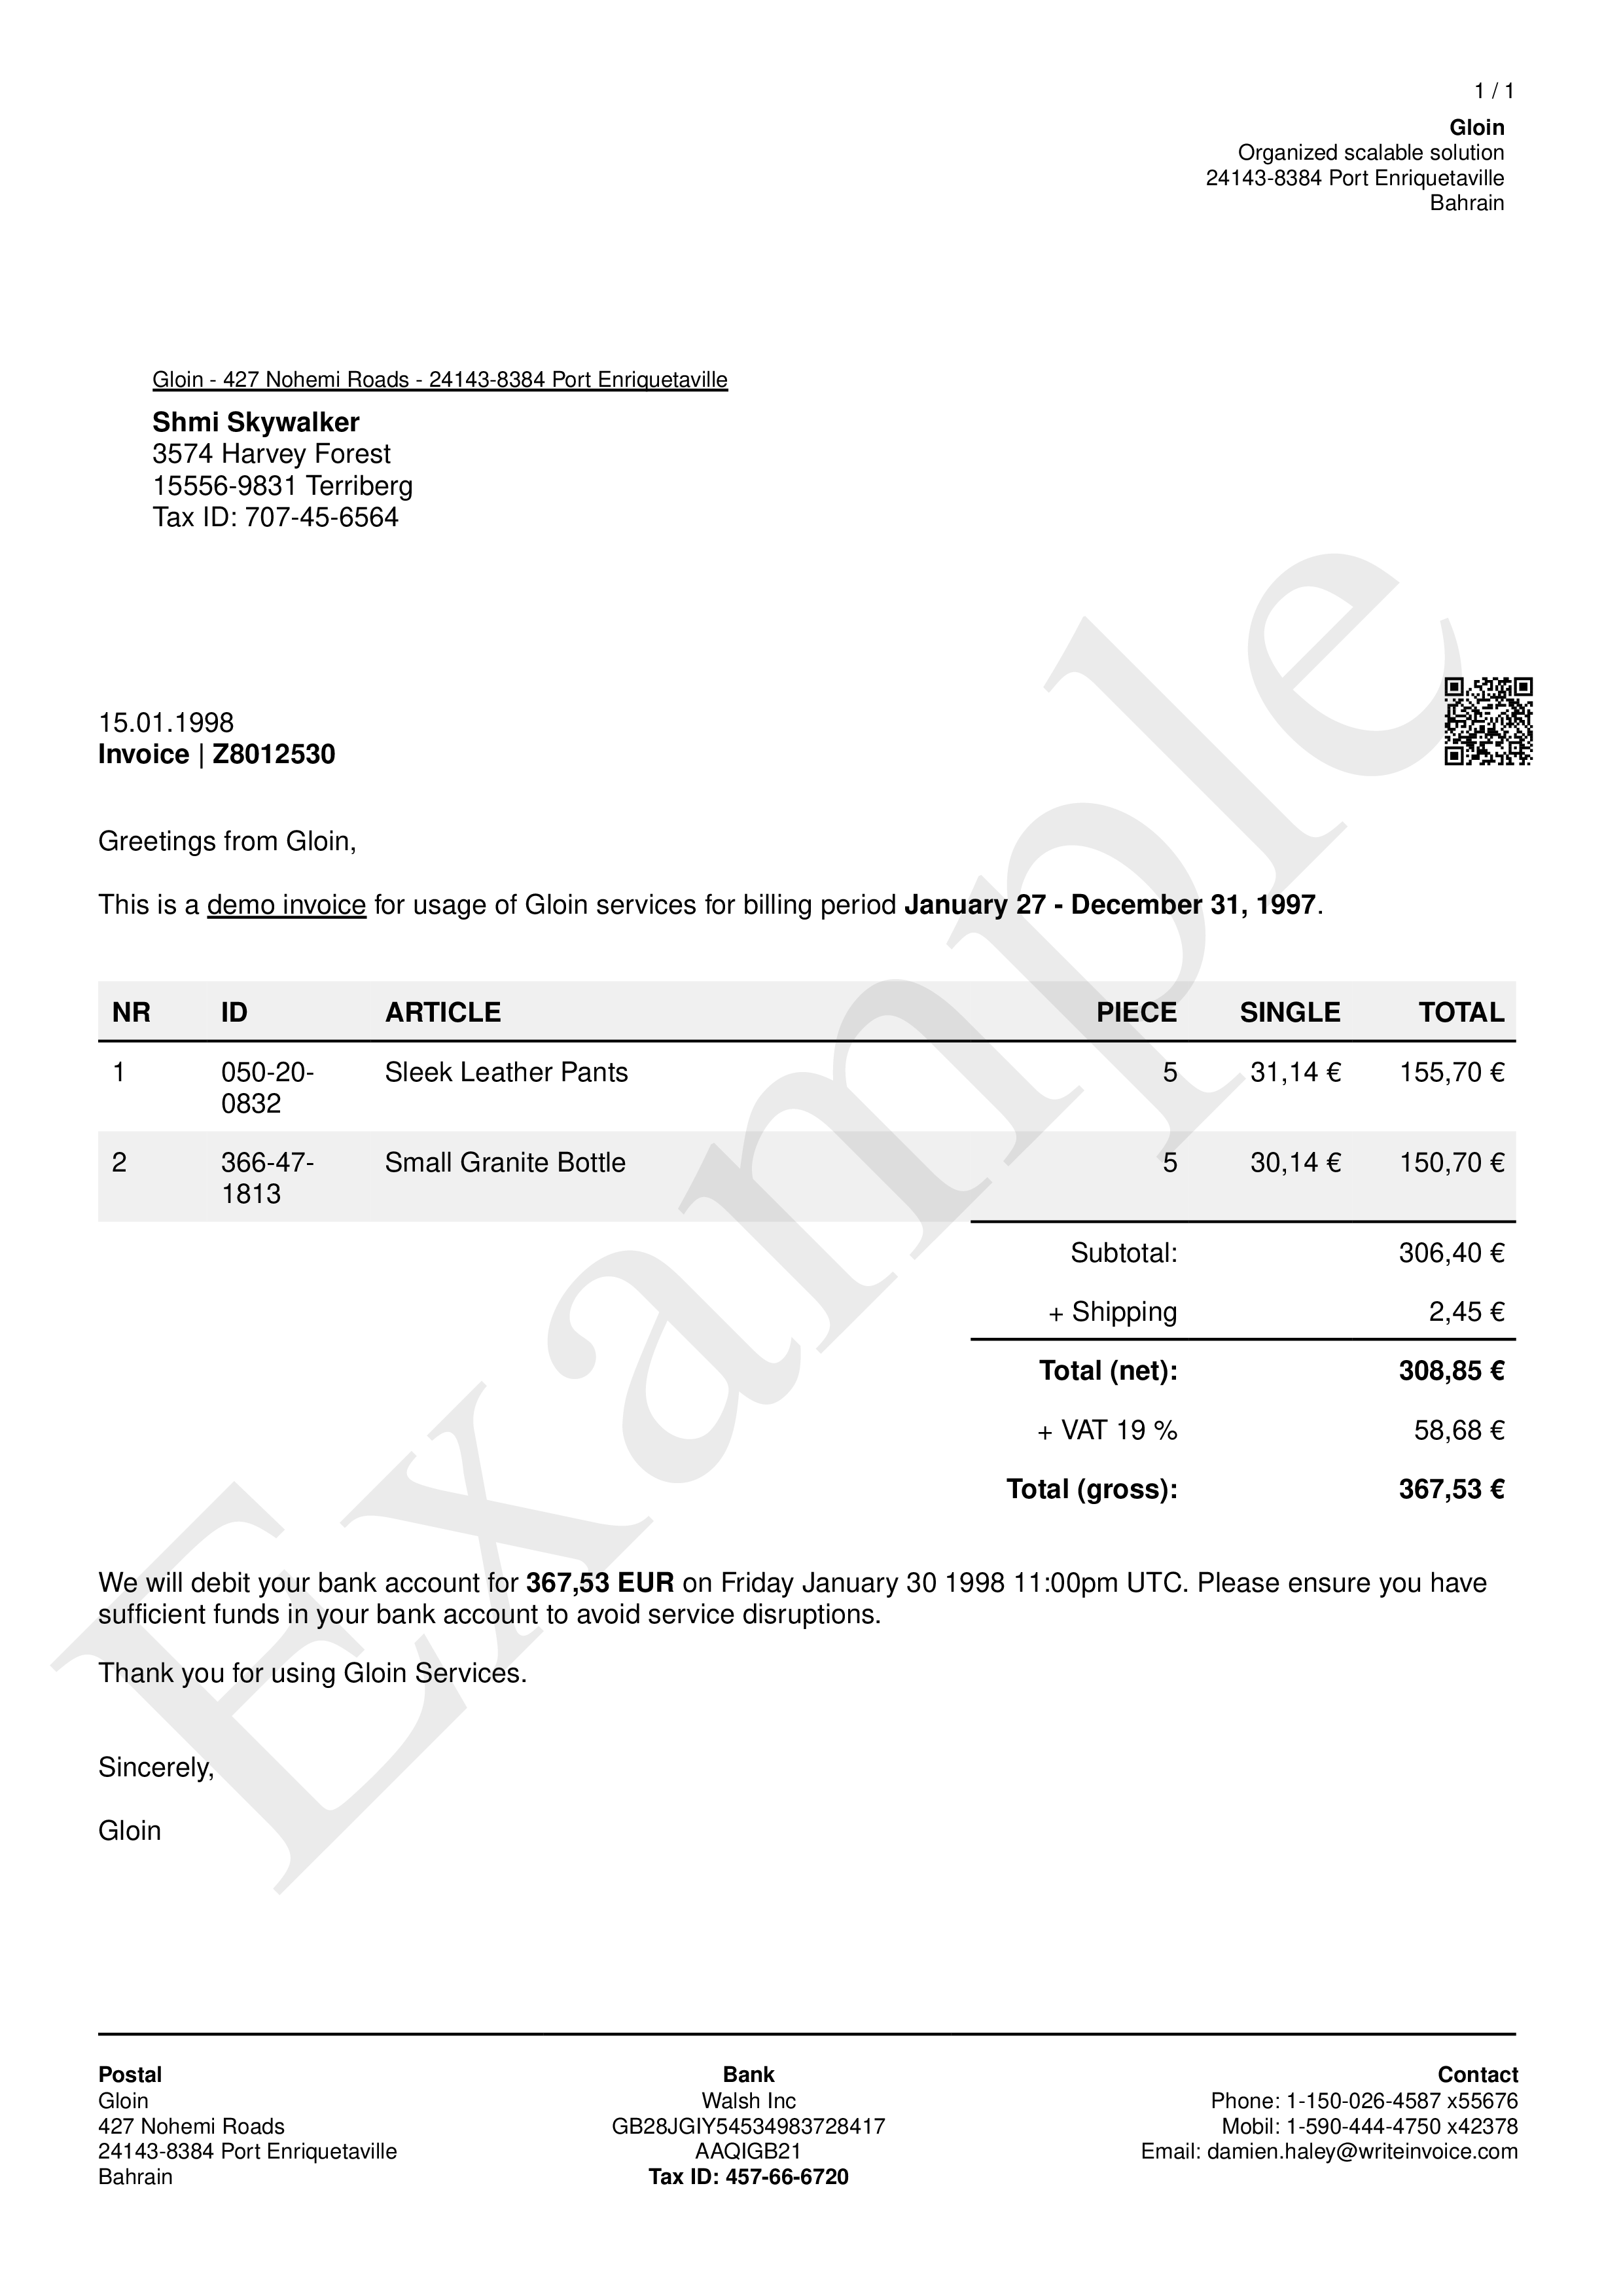 1 / 1
Gloin
Organized scalable solution
24143-8384 Port Enriquetaville
Bahrain
Gloin - 427 Nohemi Roads - 24143-8384 Port Enriquetaville
Shmi Skywalker
3574 Harvey Forest
15556-9831 Terriberg
Tax ID: 707-45-6564
15.01.1998
Invoice | Z8012530
Greetings from Gloin,
This is a demo invoice for usage of Gloin services for billing period January 27 - December 31, 1997.
NR ID ARTICLE PIECE SINGLE TOTAL
1 050-20- Sleek Leather Pants 5 31,14 € 155,70 €
0832
2 366-47- Small Granite Bottle 5 30,14 € 150,70 €
1813
Subtotal: 306,40 €
+ Shipping 2,45 €
Total (net): 308,85 €
+ VAT 19 % 58,68 €
Total (gross): 367,53 €
We will debit your bank account for 367,53 EUR on Friday January 30 1998 11:00pm UTC. Please ensure you have
sufficient funds in your bank account to avoid service disruptions.
Thank you for using Gloin Services.
Sincerely,
Gloin
Example
Postal
Gloin
427 Nohemi Roads
24143-8384 Port Enriquetaville
Bahrain
Bank
Walsh Inc
GB28JGIY54534983728417
AAQIGB21
Tax ID: 457-66-6720
Contact
Phone: 1-150-026-4587 x55676
Mobil: 1-590-444-4750 x42378
Email: damien.haley@writeinvoice.com